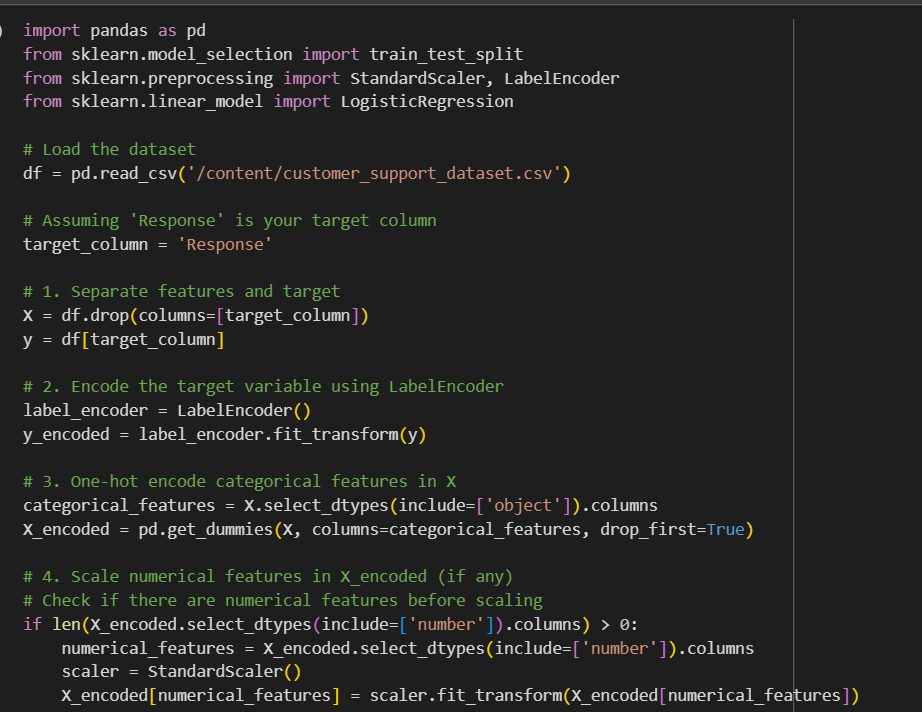 import pandas as pd
from sklearn.model_selection import train_test_split
from sklearn.preprocessing import StandardScaler, LabelEncoder
from sklearn.linear_model import LogisticRegression

# Load the dataset
df = pd.read_csv('/content/customer_support_dataset.csv')

# Assuming 'Response' is your target column
target_column = 'Response'

# 1. Separate features and target
X = df.drop(columns=[target_column])
y = df[target_column]

# 2. Encode the target variable using LabelEncoder
label_encoder = LabelEncoder()
y_encoded = label_encoder.fit_transform(y)

# 3. One-hot encode categorical features in X
categorical_features = X.select_dtypes(include=['object']).columns
X_encoded = pd.get_dummies(X, columns=categorical_features, drop_first=True)

# 4. Scale numerical features in X_encoded (if any)
# Check if there are numerical features before scaling
if len(X_encoded.select_dtypes(include=['number']).columns) > 0:
    numerical_features = X_encoded.select_dtypes(include=['number']).columns
    scaler = StandardScaler()
    X_encoded[numerical_features] = scaler.fit_transform(X_encoded[numerical_features])